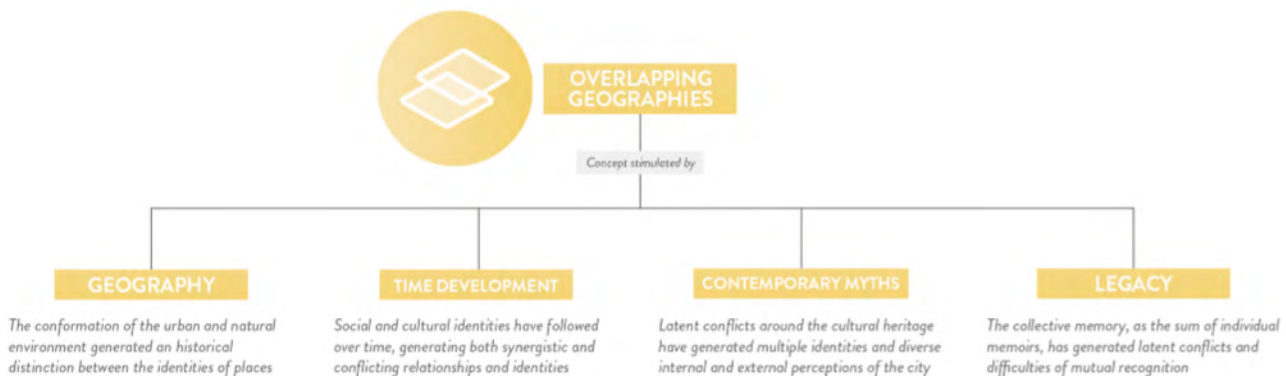 OVERLAPPING
GEOGRAPHIES
Concept stimulated by
GEOGRAPHY
The conformation of the urban and natural
environment generated an historical
distinction between the identities of places
TIME DEVELOPMENT
Social and cultural identities have followed
over time, generating both synergistic and
conflicting relationships and identities
CONTEMPORARY MYTHS
Latent conflicts around the cultural heritage
have generated multiple identities and diverse
internal and external perceptions of the city
LEGACY
The collective memory, as the sum of individual
memoirs, has generated latent conflicts and
difficulties of mutual recognition